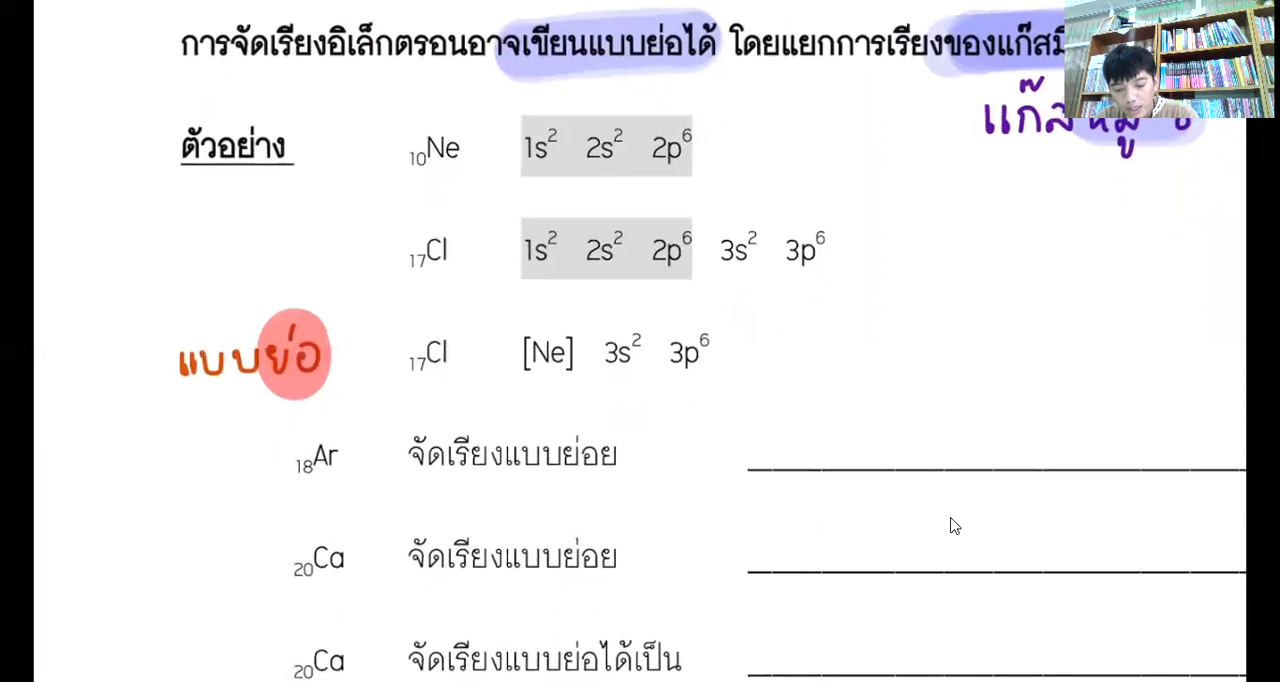 การจัดเรียงอิเล็กตรอนอาจเขียนแบบย่อได้ โดยแยกการเรียงของแก๊ส
แก๊สหมู่
ตัวอย่าง ₁₀Ne 1s² 2s² 2p⁶
₁₇Cl 1s² 2s² 2p⁶ 3s² 3p⁶
แบบย่อ ₁₇Cl [Ne] 3s² 3p⁶
₁₈Ar จัดเรียงแบบย่อย
₂₀Ca จัดเรียงแบบย่อย
₂₀Ca จัดเรียงแบบย่อได้เป็น